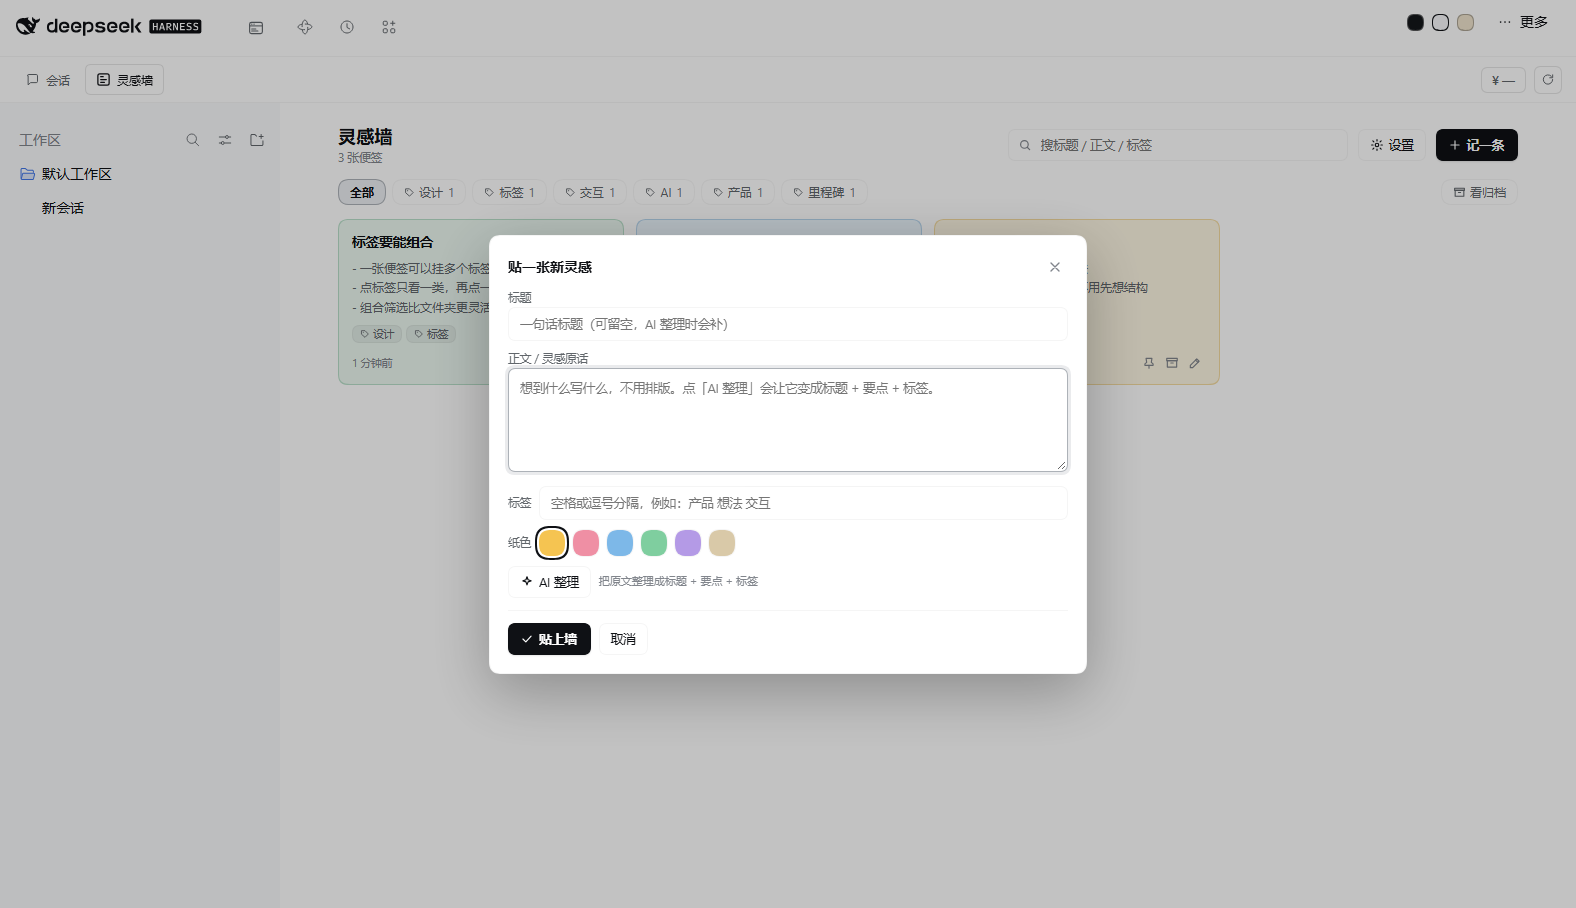 deepseek HARNESS
更多
会话
灵感墙
¥ —
工作区
默认工作区
新会话
灵感墙
3 张便签
搜标题 / 正文 / 标签
设置
记一条
全部
设计 1
标签 1
交互 1
AI 1
产品 1
里程碑 1
看归档
标签要能组合
- 一张便签可以挂多个标签
- 点标签只看一类，再点一
- 组合筛选比文件夹更灵活
设计
标签
1 分钟前
用先想结构
贴一张新灵感
标题
一句话标题（可留空，AI 整理时会补）
正文 / 灵感原话
想到什么写什么，不用排版。点「AI 整理」会让它变成标题 + 要点 + 标签。
标签
空格或逗号分隔，例如：产品 想法 交互
纸色
AI 整理
把原文整理成标题 + 要点 + 标签
贴上墙
取消